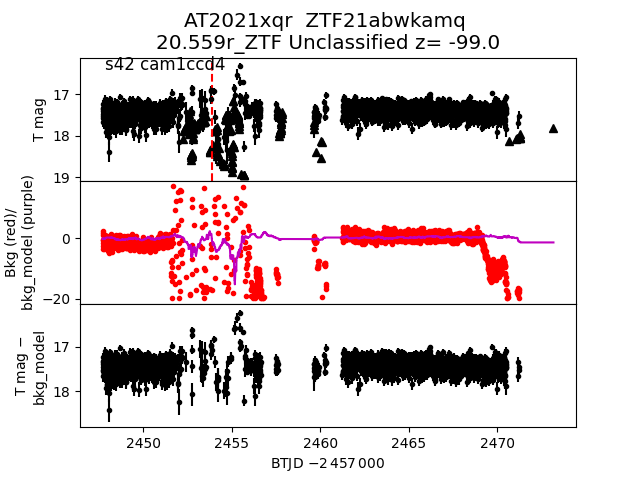 AT2021xqr  ZTF21abwkamq
20.559r_ZTF Unclassified z= -99.0
s42 cam1ccd4
T mag
17
18
19
Bkg (red)/
bkg_model (purple)
0
−20
T mag −
bkg_model
17
18
2450
2455
2460
2465
2470
BTJD −2 457 000